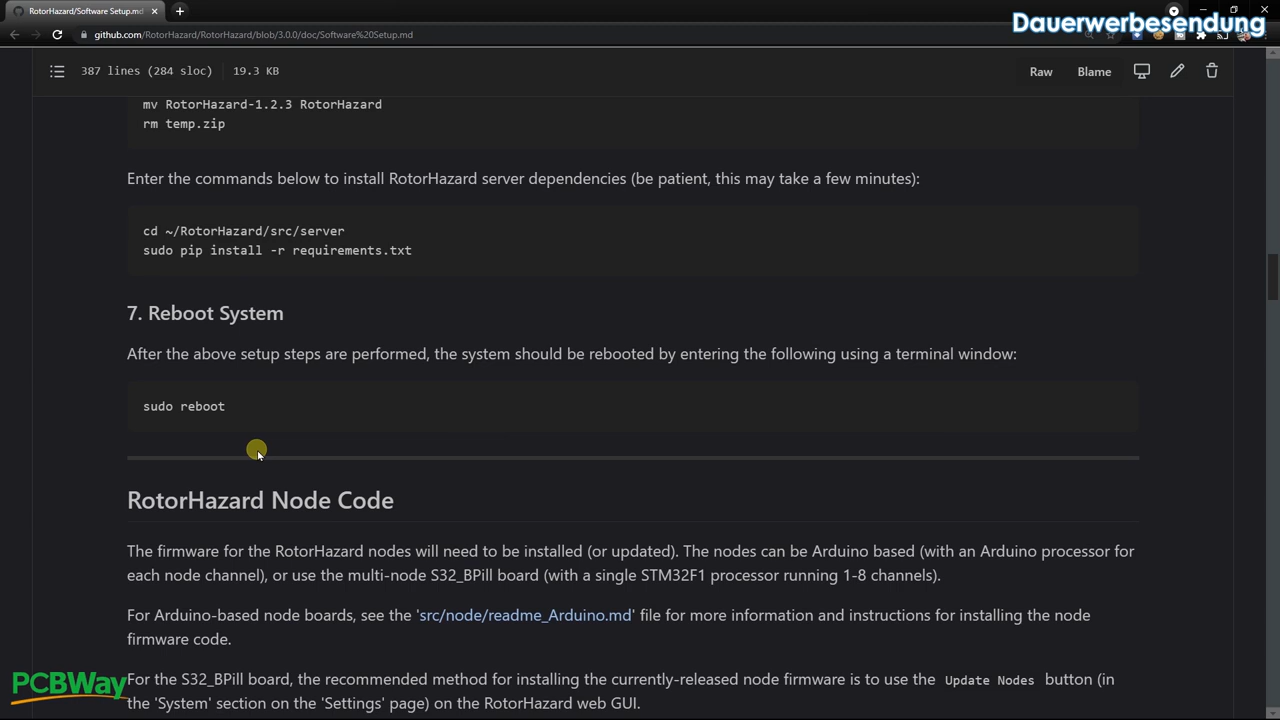 RotorHazard/Software Setup.md
Dauerwerbesendung
github.com/RotorHazard/RotorHazard/blob/3.0.0/doc/Software%20Setup.md
387 lines (284 sloc) 19.3 KB
Raw Blame
mv RotorHazard-1.2.3 RotorHazard
rm temp.zip
Enter the commands below to install RotorHazard server dependencies (be patient, this may take a few minutes):
cd ~/RotorHazard/src/server
sudo pip install -r requirements.txt
7. Reboot System
After the above setup steps are performed, the system should be rebooted by entering the following using a terminal window:
sudo reboot
RotorHazard Node Code
The firmware for the RotorHazard nodes will need to be installed (or updated). The nodes can be Arduino based (with an Arduino processor for
each node channel), or use the multi-node S32_BPill board (with a single STM32F1 processor running 1-8 channels).
For Arduino-based node boards, see the 'src/node/readme_Arduino.md' file for more information and instructions for installing the node
firmware code.
For the S32_BPill board, the recommended method for installing the currently-released node firmware is to use the Update Nodes button (in
the 'System' section on the 'Settings' page) on the RotorHazard web GUI.
PCBWay